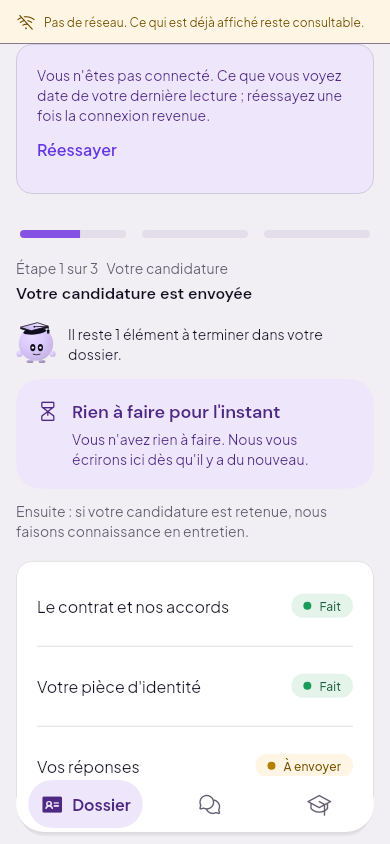 Pas de réseau. Ce qui est déjà affiché reste consultable.
Vous n'êtes pas connecté. Ce que vous voyez
date de votre dernière lecture ; réessayez une
fois la connexion revenue.
Réessayer
Étape 1 sur 3 Votre candidature
Votre candidature est envoyée
Il reste 1 élément à terminer dans votre
dossier.
Rien à faire pour l'instant
Vous n'avez rien à faire. Nous vous
écrirons ici dès qu'il y a du nouveau.
Ensuite : si votre candidature est retenue, nous
faisons connaissance en entretien.
Le contrat et nos accords Fait
Votre pièce d'identité Fait
Vos réponses À envoyer
Dossier